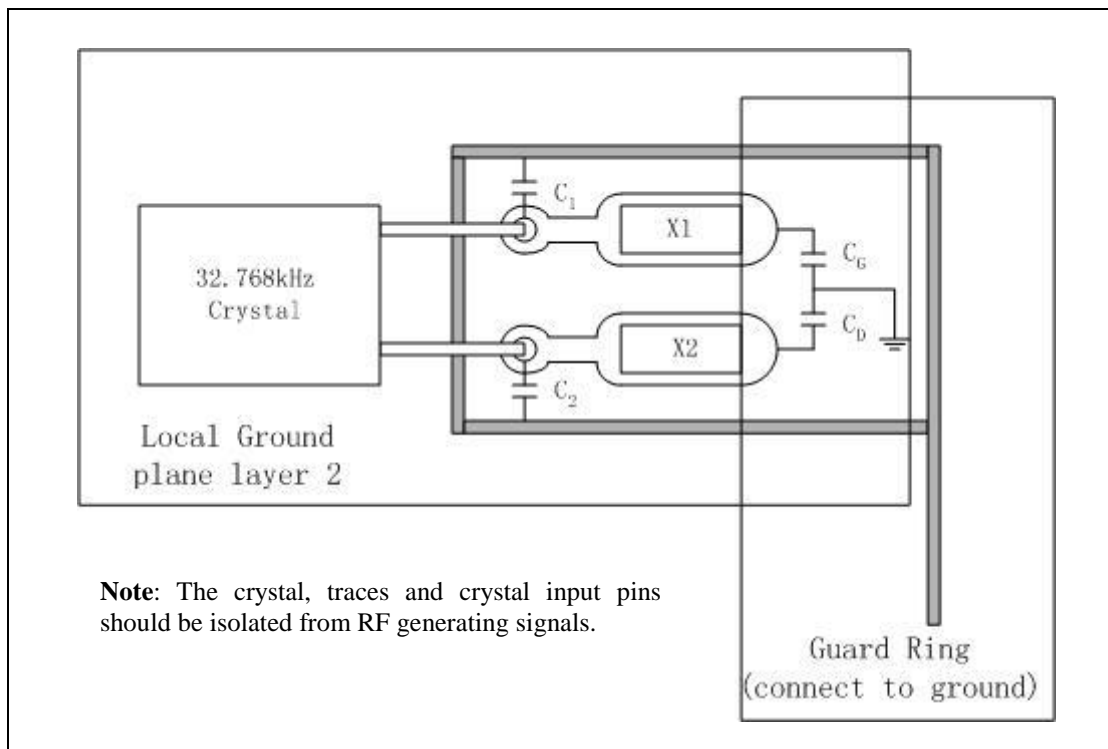 C1
X1
32.768kHz
Crystal
CG
CD
X2
C2
Local Ground
plane layer 2
Note: The crystal, traces and crystal input pins
should be isolated from RF generating signals.
Guard Ring
(connect to ground)